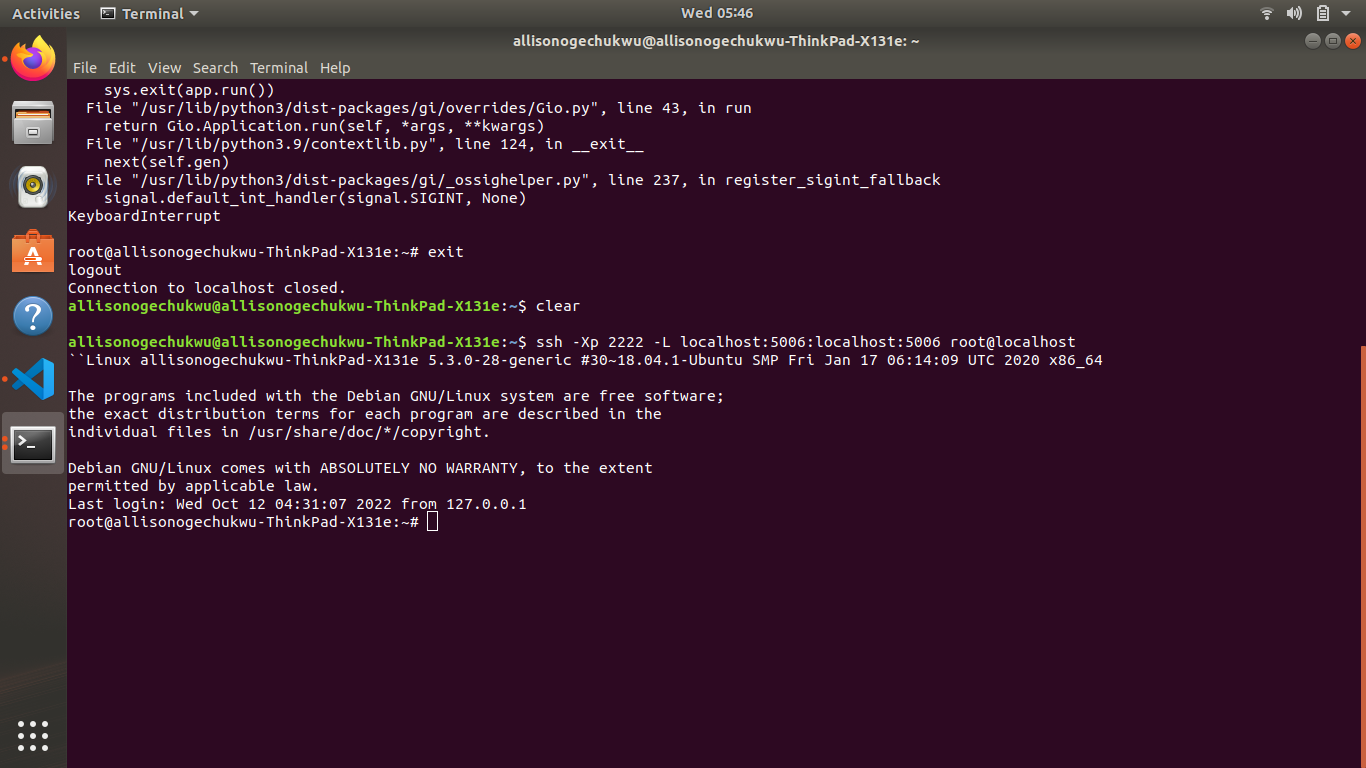 Activities
Terminal
Wed 05:46
allisonogechukwu@allisonogechukwu-ThinkPad-X131e: ~
File Edit View Search Terminal Help
    sys.exit(app.run())
  File "/usr/lib/python3/dist-packages/gi/overrides/Gio.py", line 43, in run
    return Gio.Application.run(self, *args, **kwargs)
  File "/usr/lib/python3.9/contextlib.py", line 124, in __exit__
    next(self.gen)
  File "/usr/lib/python3/dist-packages/gi/_ossighelper.py", line 237, in register_sigint_fallback
    signal.default_int_handler(signal.SIGINT, None)
KeyboardInterrupt
root@allisonogechukwu-ThinkPad-X131e:~# exit
logout
Connection to localhost closed.
allisonogechukwu@allisonogechukwu-ThinkPad-X131e:~$ clear
allisonogechukwu@allisonogechukwu-ThinkPad-X131e:~$ ssh -Xp 2222 -L localhost:5006:localhost:5006 root@localhost
``Linux allisonogechukwu-ThinkPad-X131e 5.3.0-28-generic #30~18.04.1-Ubuntu SMP Fri Jan 17 06:14:09 UTC 2020 x86_64
The programs included with the Debian GNU/Linux system are free software;
the exact distribution terms for each program are described in the
individual files in /usr/share/doc/*/copyright.
Debian GNU/Linux comes with ABSOLUTELY NO WARRANTY, to the extent
permitted by applicable law.
Last login: Wed Oct 12 04:31:07 2022 from 127.0.0.1
root@allisonogechukwu-ThinkPad-X131e:~#